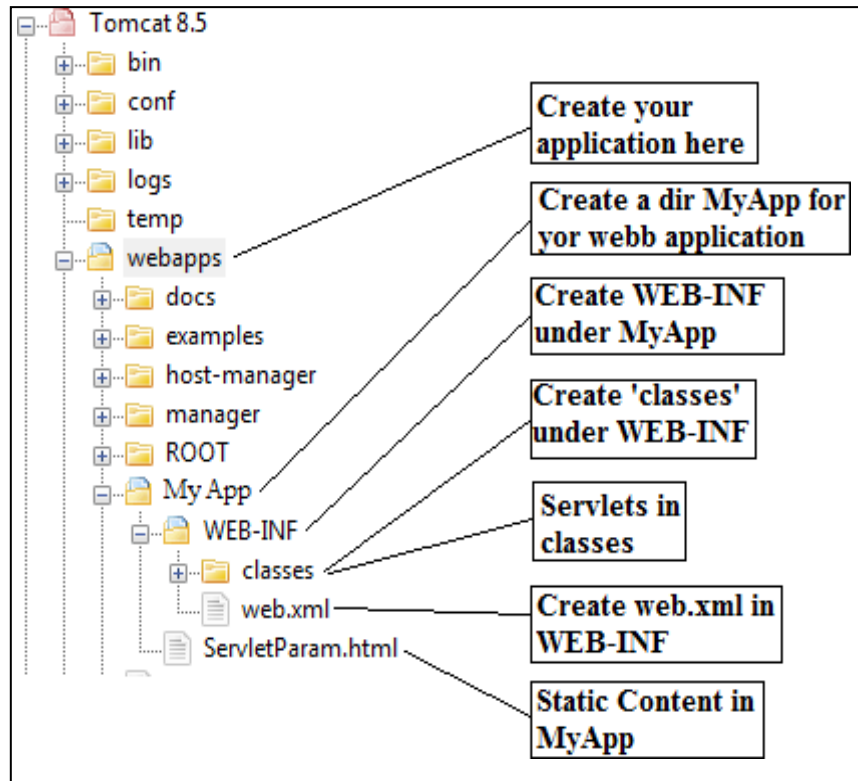 Tomcat 8.5
bin
conf
lib
logs
temp
webapps
docs
examples
host-manager
manager
ROOT
My App
WEB-INF
classes
web.xml
ServletParam.html
Create your
application here
Create a dir MyApp for
yor webb application
Create WEB-INF
under MyApp
Create 'classes'
under WEB-INF
Servlets in
classes
Create web.xml in
WEB-INF
Static Content in
MyApp